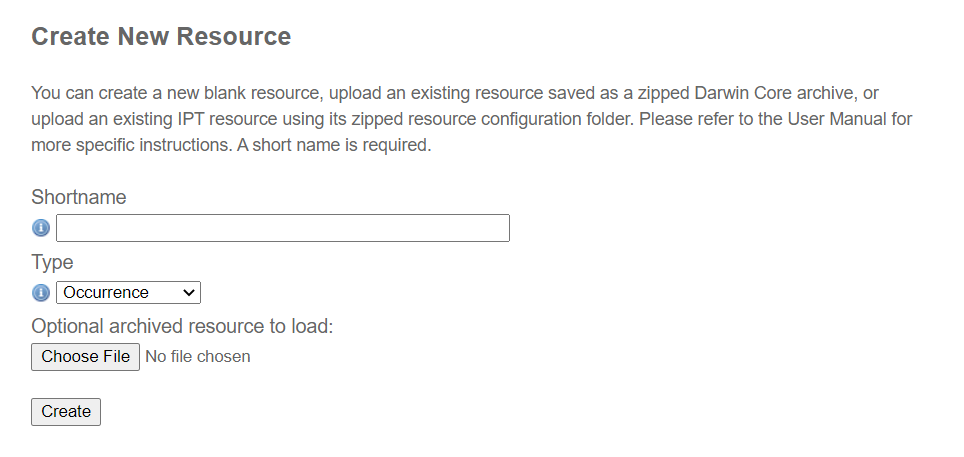 Create New Resource
You can create a new blank resource, upload an existing resource saved as a zipped Darwin Core archive, or
upload an existing IPT resource using its zipped resource configuration folder. Please refer to the User Manual for
more specific instructions. A short name is required.
Shortname
Type
Occurrence
Optional archived resource to load:
Choose File No file chosen
Create